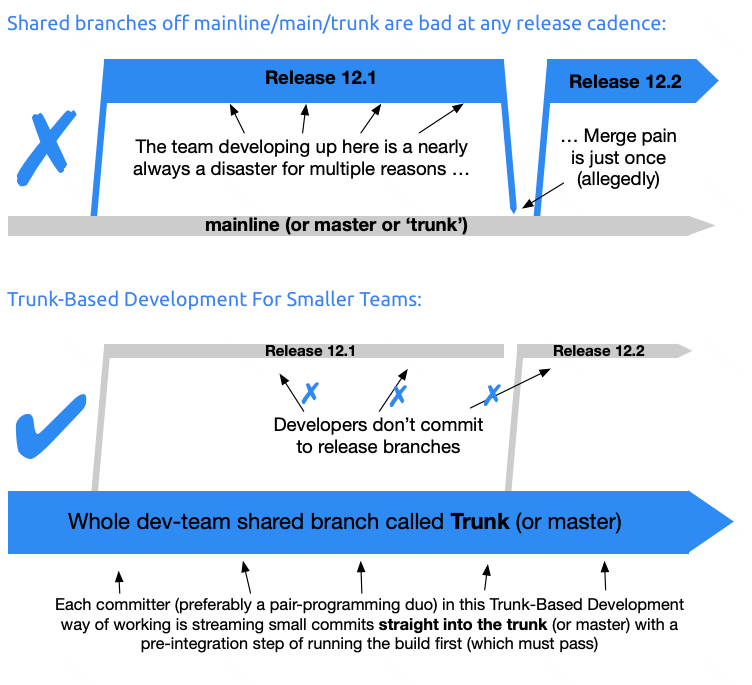 Shared branches off mainline/main/trunk are bad at any release cadence:
Release 12.1
Release 12.2
The team developing up here is a nearly
always a disaster for multiple reasons ...
... Merge pain
is just once
(allegedly)
mainline (or master or ‘trunk’)
Trunk-Based Development For Smaller Teams:
Release 12.1
Release 12.2
Developers don’t commit
to release branches
Whole dev-team shared branch called Trunk (or master)
Each committer (preferably a pair-programming duo) in this Trunk-Based Development
way of working is streaming small commits straight into the trunk (or master) with a
pre-integration step of running the build first (which must pass)